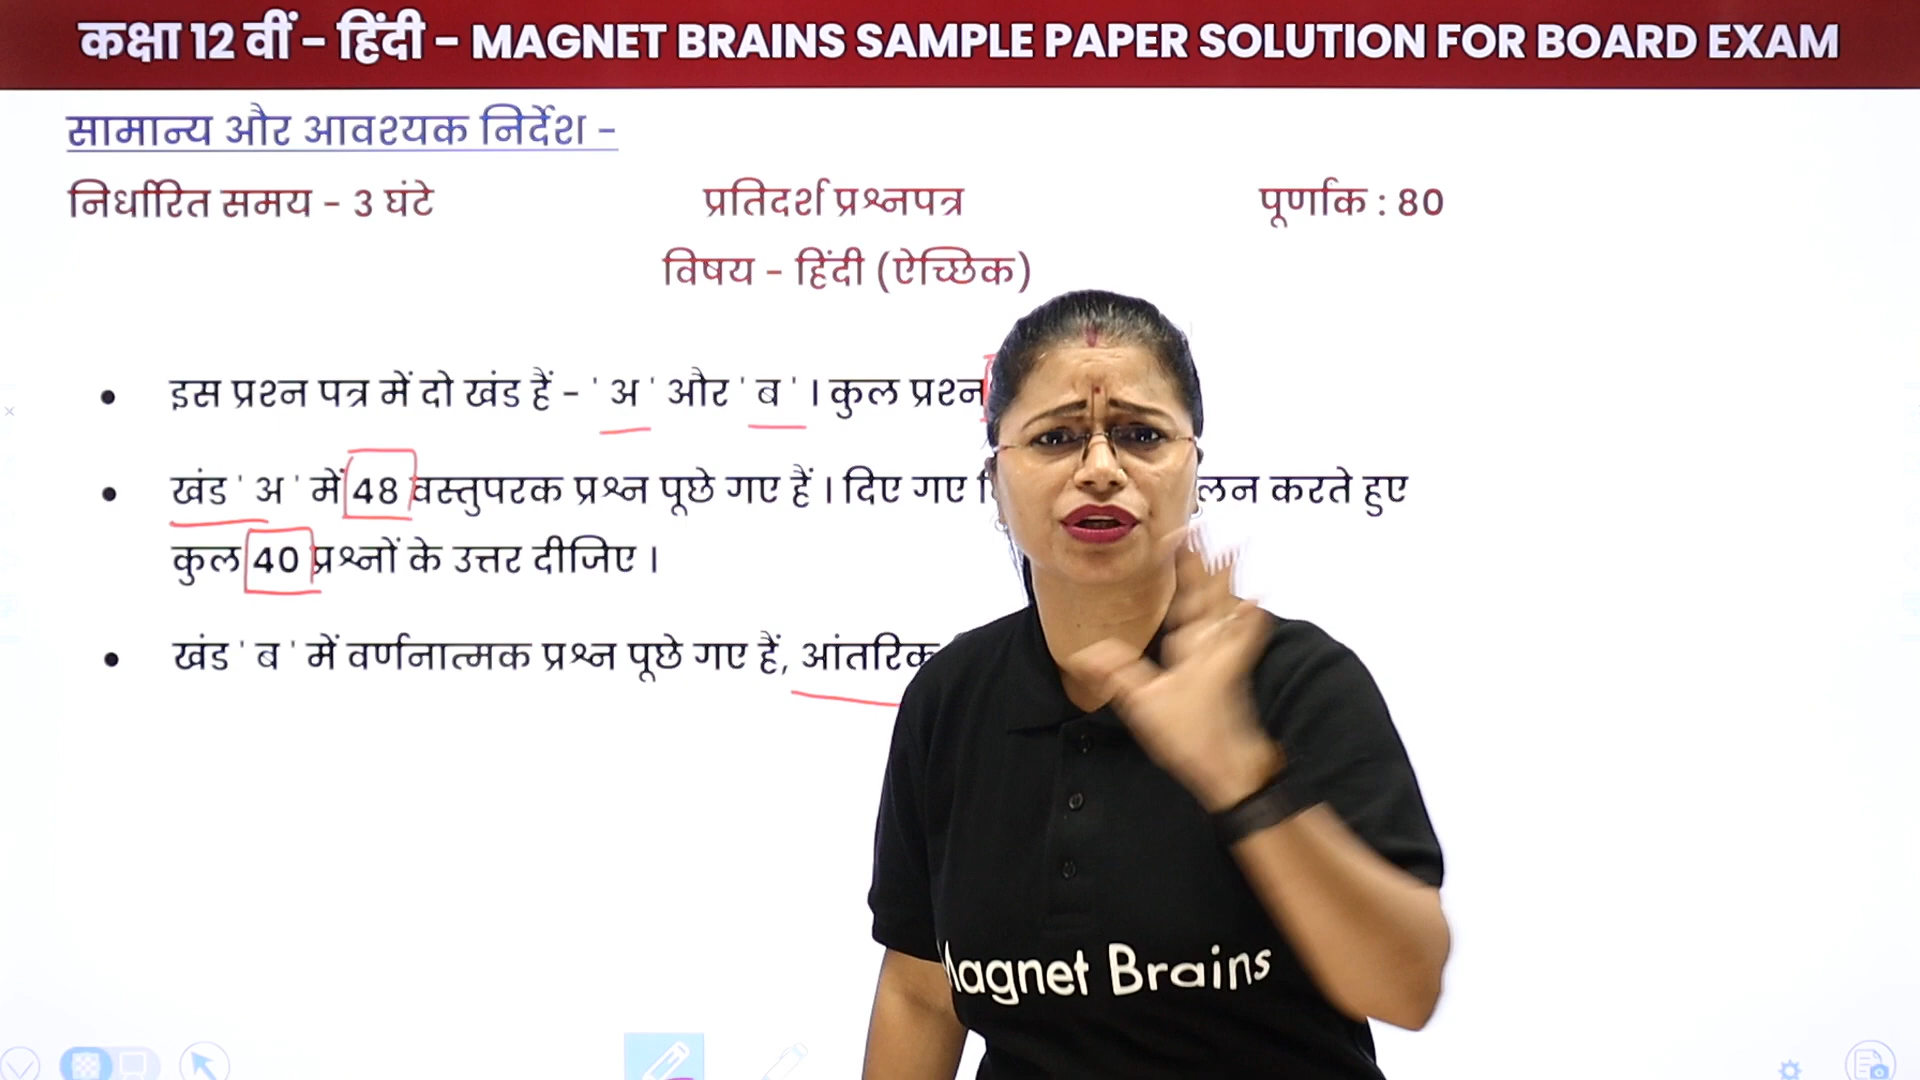 कक्षा 12 वीं – हिंदी – MAGNET BRAINS SAMPLE PAPER SOLUTION FOR BOARD EXAM
सामान्य और आवश्यक निर्देश –
निर्धारित समय – 3 घंटे प्रतिदर्श प्रश्नपत्र पूर्णांक : 80
विषय – हिंदी (ऐच्छिक)
• इस प्रश्न पत्र में दो खंड हैं – ' अ ' और ' ब ' । कुल प्रश्न
• खंड ' अ ' में 48 वस्तुपरक प्रश्न पूछे गए हैं । दिए गए करते हुए
कुल 40 प्रश्नों के उत्तर दीजिए ।
• खंड ' ब ' में वर्णनात्मक प्रश्न पूछे गए हैं, आंतरिक
Magnet Brains